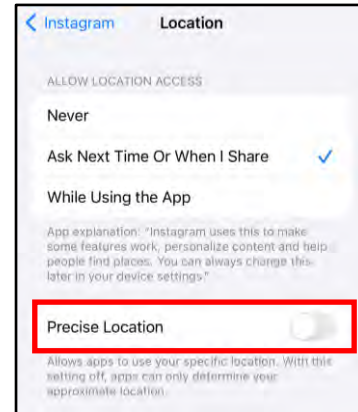 Instagram Location
ALLOW LOCATION ACCESS
Never
Ask Next Time Or When I Share
While Using the App
App explanation: "Instagram uses this to make
some features work, personalize content and help
people find places. You can always change this
later in your device settings."
Precise Location
Allows apps to use your specific location. With this
setting off, apps can only determine your
approximate location.